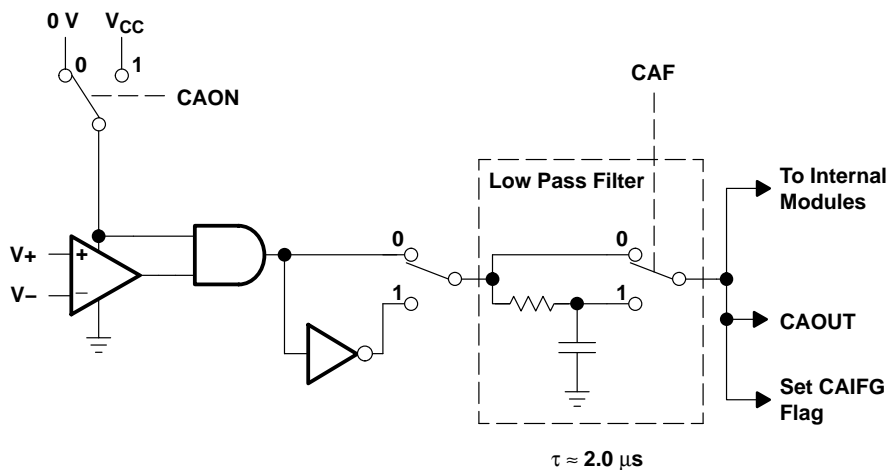 0 V VCC
0 1
CAF
CAON
Low Pass Filter
To Internal
Modules
V+
+
0
0
V−
−
1
1
CAOUT
Set CAIFG
Flag
τ ≈ 2.0 μs